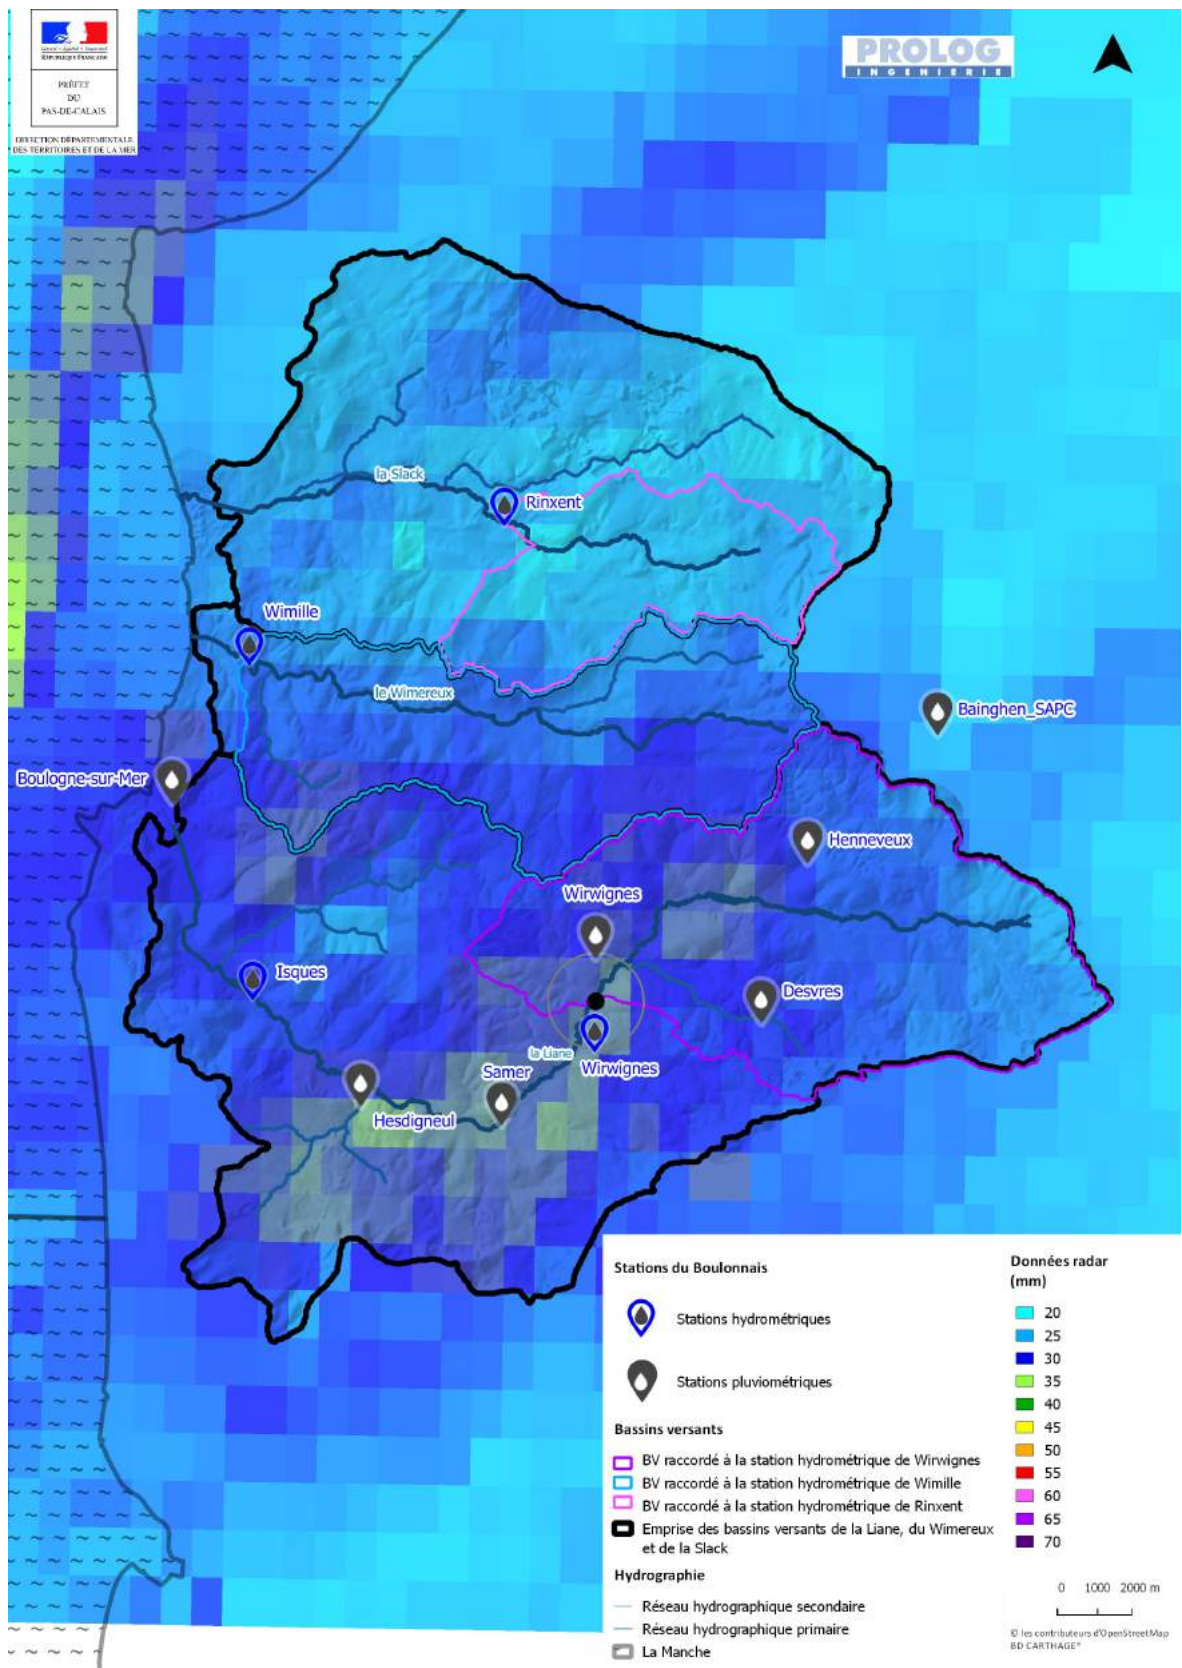 RÉPUBLIQUE FRANÇAISE
PRÉFET
DU
PAS-DE-CALAIS
DIRECTION DÉPARTEMENTALE
DES TERRITOIRES ET DE LA MER
PROLOG
INGENIERIE
la Slack
Rinxent
Wimille
le Wimereux
Bainghen_SAPC
Boulogne-sur-Mer
Henneveux
Wirwignes
Isques
Desvres
la Liane
Wirwignes
Samer
Hesdigneul
Stations du Boulonnais
Stations hydrométriques
Stations pluviométriques
Bassins versants
BV raccordé à la station hydrométrique de Wirwignes
BV raccordé à la station hydrométrique de Wimille
BV raccordé à la station hydrométrique de Rinxent
Emprise des bassins versants de la Liane, du Wimereux
et de la Slack
Hydrographie
Réseau hydrographique secondaire
Réseau hydrographique primaire
La Manche
Données radar
(mm)
20
25
30
35
40
45
50
55
60
65
70
0 1000 2000 m
© les contributeurs d'OpenStreetMap
BD CARTHAGE®